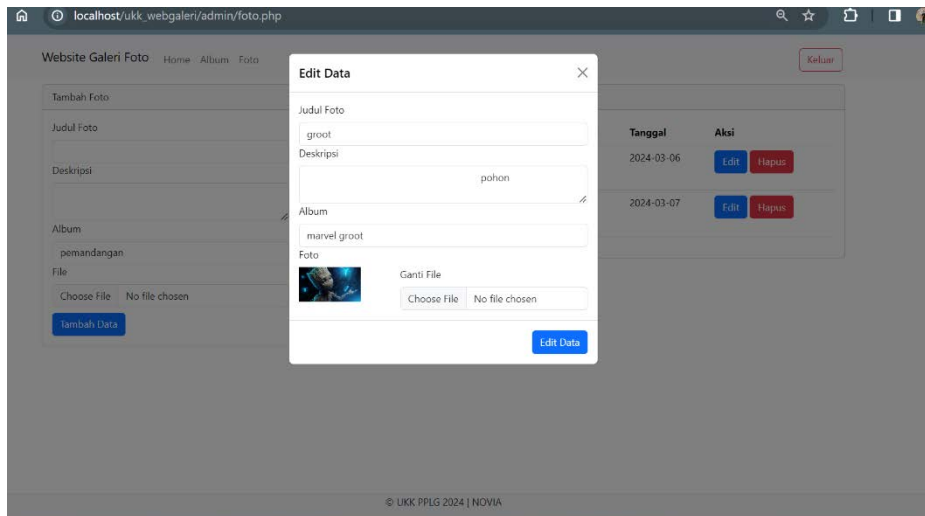 localhost/ukk_webgaleri/admin/foto.php
Website Galeri Foto Home Album Foto
Keluar
Tambah Foto
Judul Foto
Deskripsi
Album
pemandangan
File
Choose File No file chosen
Tambah Data
Edit Data
Judul Foto
groot
Deskripsi
pohon
Album
marvel groot
Foto
Ganti File
Choose File No file chosen
Edit Data
Tanggal Aksi
2024-03-06 Edit Hapus
2024-03-07 Edit Hapus
© UKK PPLG 2024 | NOVIA